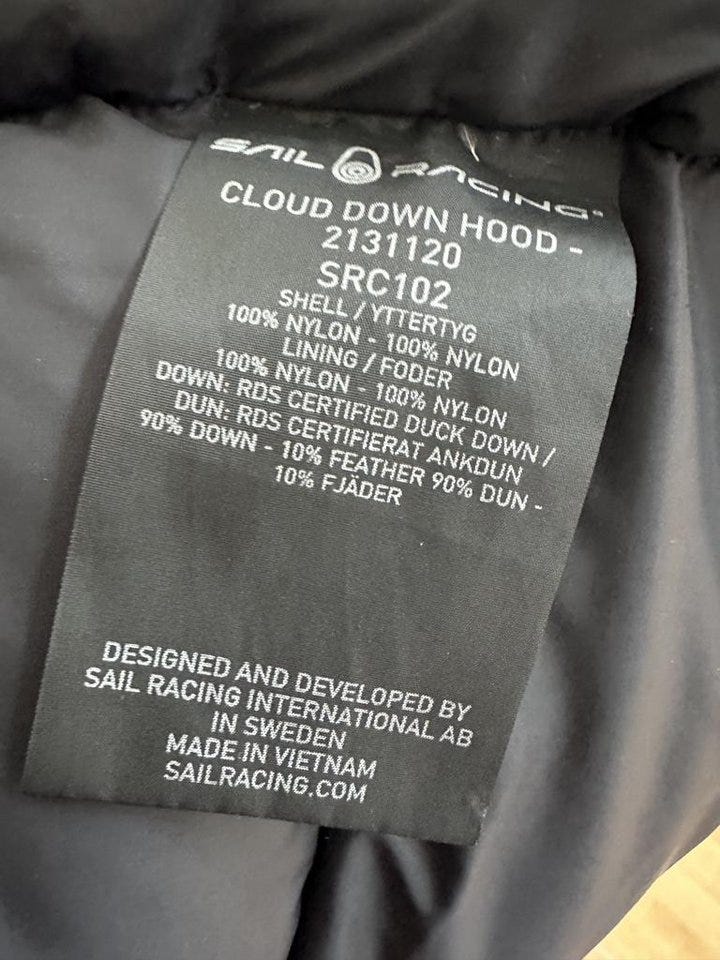 SAIL RACING®
CLOUD DOWN HOOD -
2131120
SRC102
SHELL / YTTERTYG
100% NYLON - 100% NYLON
LINING / FODER
100% NYLON - 100% NYLON
DOWN: RDS CERTIFIED DUCK DOWN /
DUN: RDS CERTIFIERAT ANKDUN
90% DOWN - 10% FEATHER 90% DUN -
10% FJÄDER
DESIGNED AND DEVELOPED BY
SAIL RACING INTERNATIONAL AB
IN SWEDEN
MADE IN VIETNAM
SAILRACING.COM